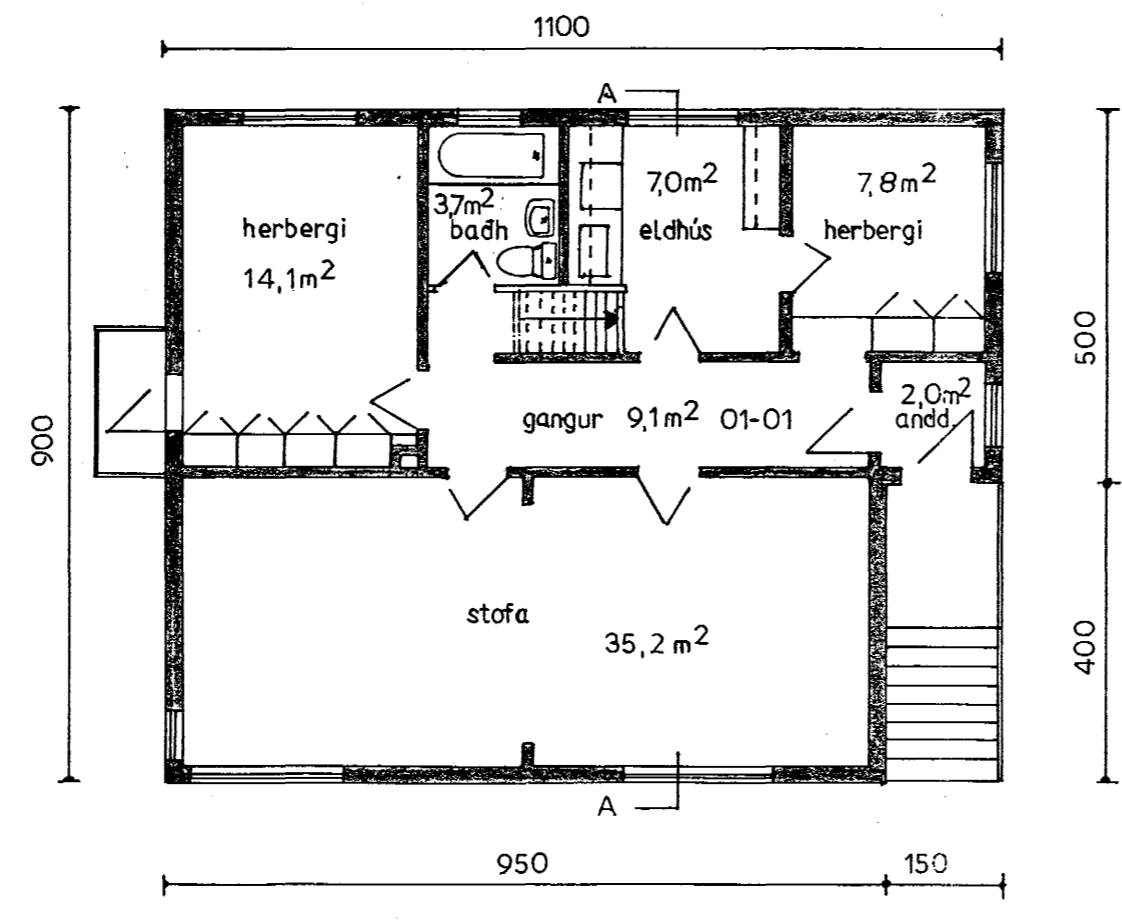 1100
A
7,0m²
7,8m²
3,7m²
herbergi
baðh
eldhús
herbergi
14,1m²
500
900
2,0m²
gangur 9,1m² 01-01
andd.
stofa
35,2 m²
400
A
950
150